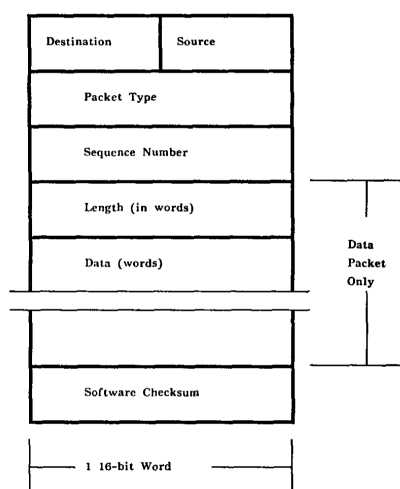 Destination Source
Packet Type
Sequence Number
Length (in words)
Data (words)
Data
Packet
Only
Software Checksum
1 16-bit Word